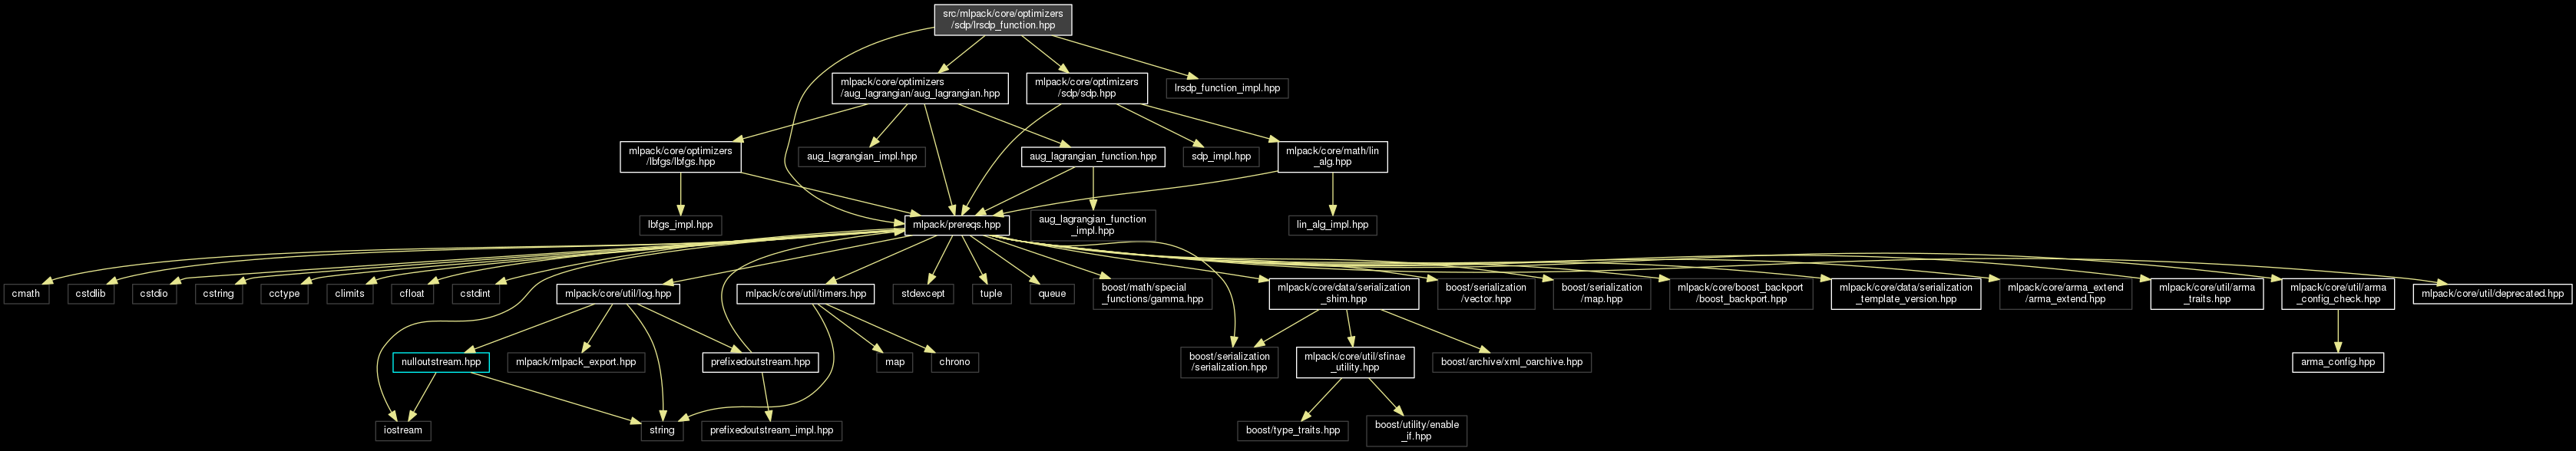 src/mlpack/core/optimizers
/sdp/lrsdp_function.hpp
mlpack/core/optimizers
/aug_lagrangian/aug_lagrangian.hpp
mlpack/core/optimizers
/sdp/sdp.hpp
lrsdp_function_impl.hpp
mlpack/core/optimizers
/lbfgs/lbfgs.hpp
aug_lagrangian_impl.hpp
aug_lagrangian_function.hpp
sdp_impl.hpp
mlpack/core/math/lin
_alg.hpp
lbfgs_impl.hpp
mlpack/prereqs.hpp
aug_lagrangian_function
_impl.hpp
lin_alg_impl.hpp
cmath
cstdlib
cstdio
cstring
cctype
climits
cfloat
cstdint
mlpack/core/util/log.hpp
mlpack/core/util/timers.hpp
stdexcept
tuple
queue
boost/math/special
_functions/gamma.hpp
mlpack/core/data/serialization
_shim.hpp
boost/serialization
/vector.hpp
boost/serialization
/map.hpp
mlpack/core/boost_backport
/boost_backport.hpp
mlpack/core/data/serialization
_template_version.hpp
mlpack/core/arma_extend
/arma_extend.hpp
mlpack/core/util/arma
_traits.hpp
mlpack/core/util/arma
_config_check.hpp
mlpack/core/util/deprecated.hpp
nulloutstream.hpp
mlpack/mlpack_export.hpp
prefixedoutstream.hpp
map
chrono
boost/serialization
/serialization.hpp
mlpack/core/util/sfinae
_utility.hpp
boost/archive/xml_oarchive.hpp
arma_config.hpp
iostream
string
prefixedoutstream_impl.hpp
boost/type_traits.hpp
boost/utility/enable
_if.hpp